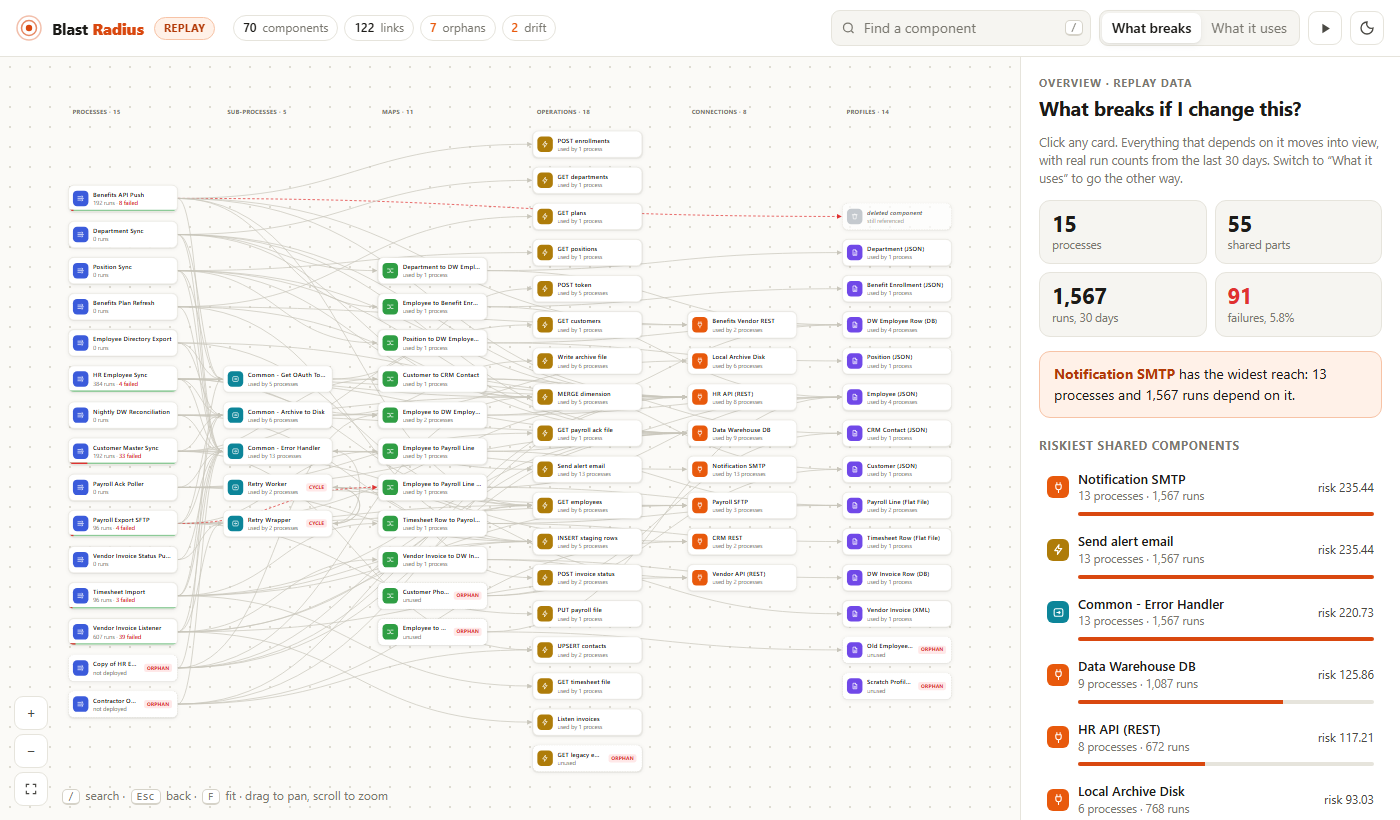 Blast Radius
REPLAY
70 components
122 links
7 orphans
2 drift
Find a component
/
What breaks
What it uses
PROCESSES · 15
Benefits API Push
192 runs · 8 failed
Department Sync
0 runs
Position Sync
0 runs
Benefits Plan Refresh
0 runs
Employee Directory Export
0 runs
HR Employee Sync
384 runs · 4 failed
Nightly DW Reconciliation
0 runs
Customer Master Sync
192 runs · 33 failed
Payroll Ack Poller
0 runs
Payroll Export SFTP
96 runs · 4 failed
Vendor Invoice Status Pu...
0 runs
Timesheet Import
96 runs · 3 failed
Vendor Invoice Listener
607 runs · 39 failed
Copy of HR E...
not deployed
ORPHAN
Contractor O...
not deployed
ORPHAN
SUB-PROCESSES · 5
Common - Get OAuth To...
used by 5 processes
Common - Archive to Disk
used by 6 processes
Common - Error Handler
used by 13 processes
Retry Worker
used by 2 processes
CYCLE
Retry Wrapper
used by 2 processes
CYCLE
MAPS · 11
Department to DW Empl...
used by 1 process
Employee to Benefit Enr...
used by 1 process
Position to DW Employe...
used by 1 process
Customer to CRM Contact
used by 1 process
Employee to DW Employ...
used by 2 processes
Employee to Payroll Line
used by 1 process
Employee to Payroll Line ...
used by 1 process
Timesheet Row to Payrol...
used by 1 process
Vendor Invoice to DW In...
used by 1 process
Customer Pho...
unused
ORPHAN
Employee to ...
unused
ORPHAN
OPERATIONS · 18
POST enrollments
used by 1 process
GET departments
used by 1 process
GET plans
used by 1 process
GET positions
used by 1 process
POST token
used by 5 processes
GET customers
used by 1 process
Write archive file
used by 6 processes
MERGE dimension
used by 5 processes
GET payroll ack file
used by 1 process
Send alert email
used by 13 processes
GET employees
used by 6 processes
INSERT staging rows
used by 5 processes
POST invoice status
used by 2 processes
PUT payroll file
used by 1 process
UPSERT contacts
used by 2 processes
GET timesheet file
used by 1 process
Listen invoices
used by 1 process
GET legacy e...
unused
ORPHAN
CONNECTIONS · 8
Benefits Vendor REST
used by 2 processes
Local Archive Disk
used by 6 processes
HR API (REST)
used by 8 processes
Data Warehouse DB
used by 9 processes
Notification SMTP
used by 13 processes
Payroll SFTP
used by 3 processes
CRM REST
used by 2 processes
Vendor API (REST)
used by 2 processes
PROFILES · 14
deleted component
still referenced
Department (JSON)
used by 1 process
Benefit Enrollment (JSON)
used by 1 process
DW Employee Row (DB)
used by 4 processes
Position (JSON)
used by 1 process
Employee (JSON)
used by 4 processes
CRM Contact (JSON)
used by 1 process
Customer (JSON)
used by 1 process
Payroll Line (Flat File)
used by 2 processes
Timesheet Row (Flat File)
used by 1 process
DW Invoice Row (DB)
used by 1 process
Vendor Invoice (XML)
used by 1 process
Old Employee...
unused
ORPHAN
Scratch Profil...
unused
ORPHAN
+
−
/ search · Esc back · F fit · drag to pan, scroll to zoom
OVERVIEW · REPLAY DATA
What breaks if I change this?
Click any card. Everything that depends on it moves into view,
with real run counts from the last 30 days. Switch to “What it
uses” to go the other way.
15
processes
55
shared parts
1,567
runs, 30 days
91
failures, 5.8%
Notification SMTP has the widest reach: 13
processes and 1,567 runs depend on it.
RISKIEST SHARED COMPONENTS
Notification SMTP
13 processes · 1,567 runs
risk 235.44
Send alert email
13 processes · 1,567 runs
risk 235.44
Common - Error Handler
13 processes · 1,567 runs
risk 220.73
Data Warehouse DB
9 processes · 1,087 runs
risk 125.86
HR API (REST)
8 processes · 672 runs
risk 117.21
Local Archive Disk
6 processes · 768 runs
risk 93.03